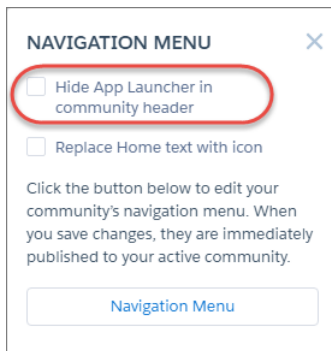 NAVIGATION MENU
Hide App Launcher in
community header
Replace Home text with icon
Click the button below to edit your
community's navigation menu. When
you save changes, they are immediately
published to your active community.
Navigation Menu